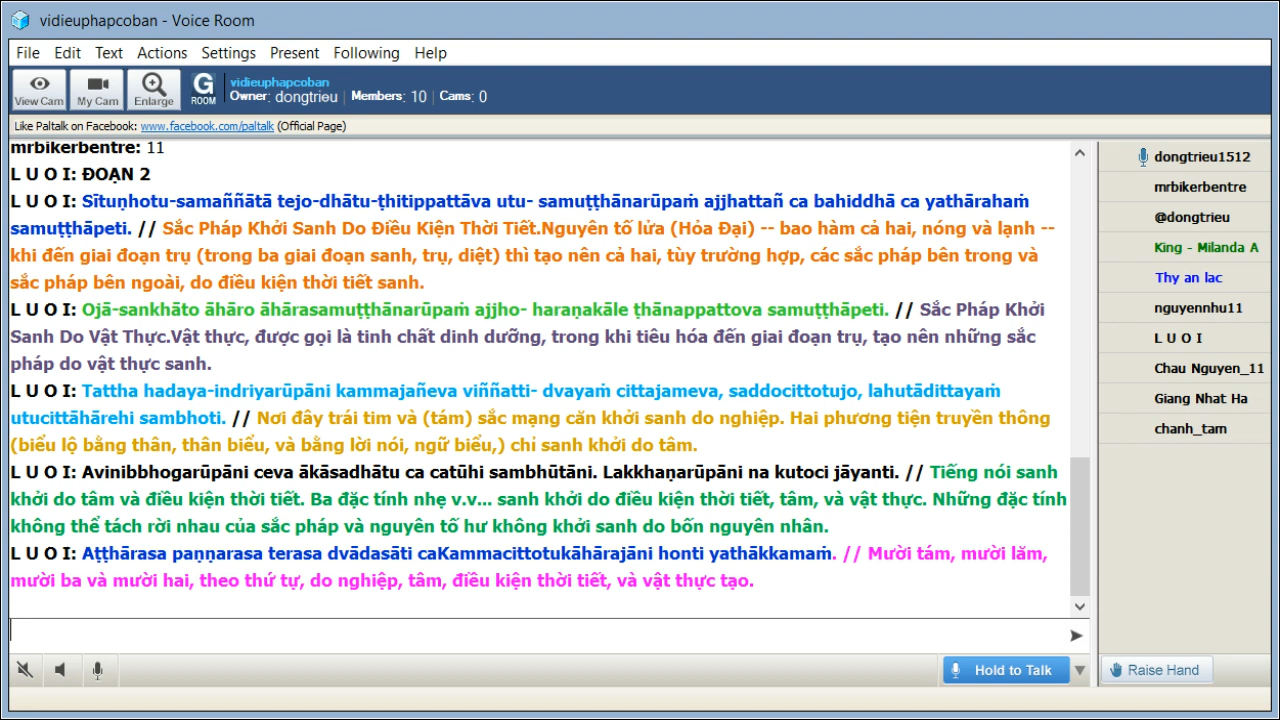 vidieuphapcoban - Voice Room
File Edit Text Actions Settings Present Following Help
View Cam My Cam Enlarge G ROOM vidieuphapcoban
Owner: dongtrieu | Members: 10 | Cams: 0
Like Paltalk on Facebook: www.facebook.com/paltalk (Official Page)
mrbikerbentre: 11
L U O I: ĐOẠN 2
L U O I: Sītuṇhotu-samaññātā tejo-dhātu-ṭhitippattāva utu- samuṭṭhānarūpaṁ ajjhattañ ca bahiddhā ca yathārahaṁ
samuṭṭhāpeti. // Sắc Pháp Khởi Sanh Do Điều Kiện Thời Tiết.Nguyên tố lửa (Hỏa Đại) -- bao hàm cả hai, nóng và lạnh --
khi đến giai đoạn trụ (trong ba giai đoạn sanh, trụ, diệt) thì tạo nên cả hai, tùy trường hợp, các sắc pháp bên trong và
sắc pháp bên ngoài, do điều kiện thời tiết sanh.
L U O I: Ojā-sankhāto āhāro āhārasamuṭṭhānarūpaṁ ajjho- haraṇakāle ṭhānappattova samuṭṭhāpeti. // Sắc Pháp Khởi
Sanh Do Vật Thực.Vật thực, được gọi là tinh chất dinh dưỡng, trong khi tiêu hóa đến giai đoạn trụ, tạo nên những sắc
pháp do vật thực sanh.
L U O I: Tattha hadaya-indriyarūpāni kammajañeva viññatti- dvayaṁ cittajameva, saddocittotujo, lahutādittayaṁ
utucittāhārehi sambhoti. // Nơi đây trái tim và (tám) sắc mạng căn khởi sanh do nghiệp. Hai phương tiện truyền thông
(biểu lộ bằng thân, thân biểu, và bằng lời nói, ngữ biểu,) chỉ sanh khởi do tâm.
L U O I: Avinibbhogarūpāni ceva ākāsadhātu ca catūhi sambhūtāni. Lakkhaṇarūpāni na kutoci jāyanti. // Tiếng nói sanh
khởi do tâm và điều kiện thời tiết. Ba đặc tính nhẹ v.v... sanh khởi do điều kiện thời tiết, tâm, và vật thực. Những đặc tính
không thể tách rời nhau của sắc pháp và nguyên tố hư không khởi sanh do bốn nguyên nhân.
L U O I: Aṭṭhārasa paṇṇarasa terasa dvādasāti caKammacittotukāhārajāni honti yathākkamaṁ. // Mười tám, mười lăm,
mười ba và mười hai, theo thứ tự, do nghiệp, tâm, điều kiện thời tiết, và vật thực tạo.
dongtrieu1512
mrbikerbentre
@dongtrieu
King - Milanda A
Thy an lac
nguyennhu11
L U O I
Chau Nguyen_11
Giang Nhat Ha
chanh_tam
Hold to Talk
Raise Hand